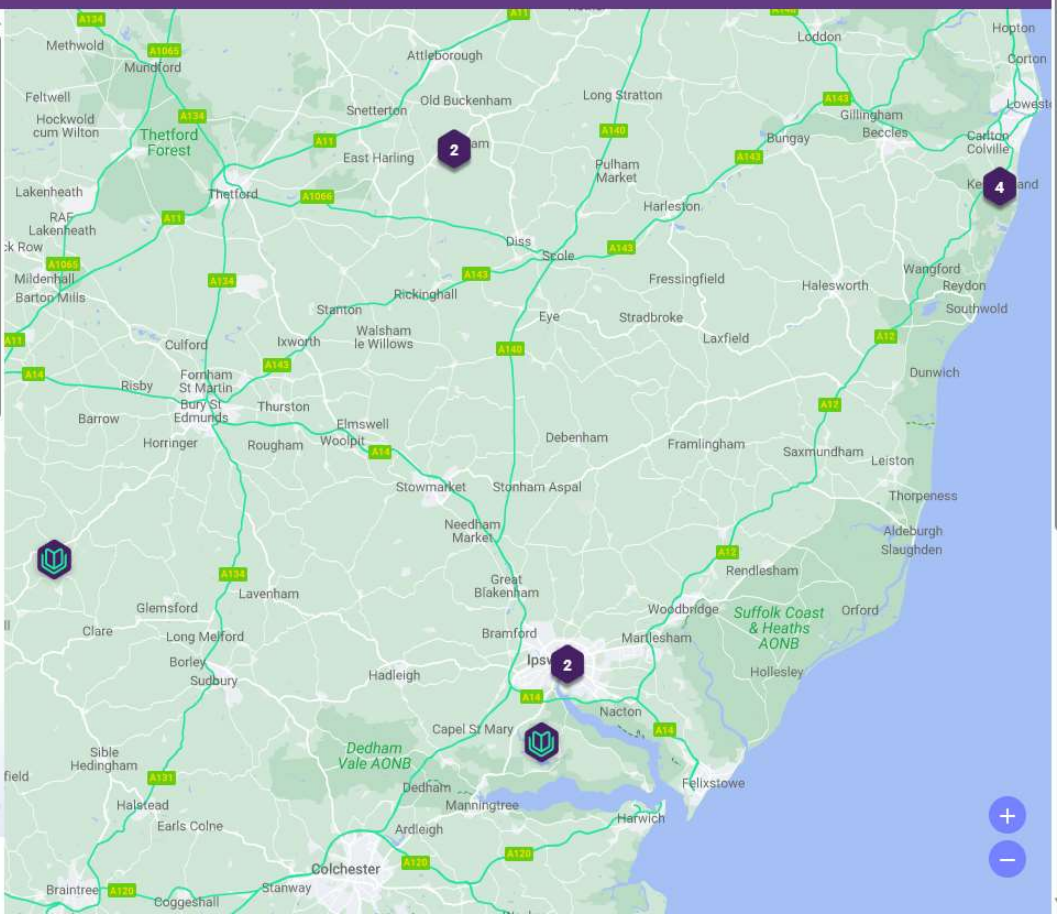 A134
A11
A143
Hopton
Methwold
A1065
Attleborough
Loddon
Corton
Mundford
Feltwell
Snetterton
Old Buckenham
Long Stratton
A143
Hockwold
cum Wilton
A134
Gillingham
Thetford
Forest
A11
A140
Bungay
Beccles
Carlton
Colville
2
East Harling
A143
Pulham
Market
4
Lakenheath
Thetford
A1066
RAF
Lakenheath
A11
Harleston
Diss
Scole
A143
Mildenhall
A1065
A134
A143
Fressingfield
Wangford
Halesworth
Reydon
Barton Mills
Rickinghall
Stanton
Eye
Stradbroke
Southwold
Walsham
le Willows
A11
Culford
Ixworth
A140
Laxfield
A12
A14
A143
Fornham
St Martin
Risby
Dunwich
Barrow
Bury St
Edmunds
Thurston
A12
Elmswell
Horringer
Rougham
Woolpit
A14
Debenham
Framlingham
Saxmundham
Leiston
Stowmarket
Stonham Aspal
Thorpeness
Needham
Market
Aldeburgh
Slaughden
A12
A134
Great
Blakenham
Rendlesham
Glemsford
Lavenham
Woodbridge
Suffolk Coast
& Heaths
AONB
Orford
Clare
Long Melford
Bramford
Martlesham
Borley
2
Sudbury
Hadleigh
Hollesley
A14
Nacton
Capel St Mary
A14
Sible
Hedingham
Dedham
Vale AONB
A131
Dedham
Felixstowe
Halstead
Manningtree
Harwich
+
Earls Colne
Ardleigh
Colchester
A120
A120
−
Braintree
A120
Stanway
Coggeshall